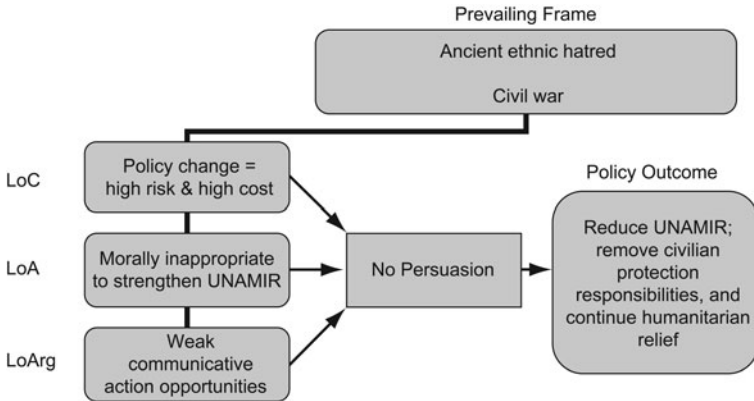 Prevailing Frame
Ancient ethnic hatred
Civil war
LoC
Policy change =
high risk & high cost
LoA
Morally inappropriate
to strengthen UNAMIR
LoArg
Weak
communicative
action opportunities
No Persuasion
Policy Outcome
Reduce UNAMIR;
remove civilian
protection
responsibilities, and
continue humanitarian
relief